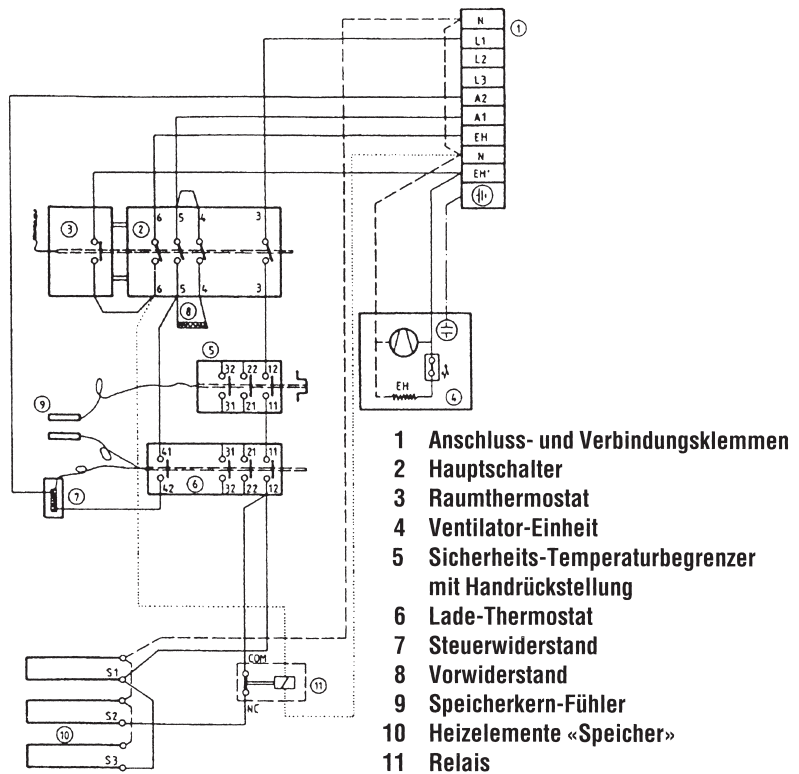 N
1
L1
L2
L3
A2
A1
EH
N
EH'
3
2
6 5 4 3
6 5 4 3
8
5
32 22 12
31 21 11
9
EH
4
41 31 21 11
6
42 32 22 12
7
S1
COM
11
NC
S2
10
S3
1 Anschluss- und Verbindungsklemmen
2 Hauptschalter
3 Raumthermostat
4 Ventilator-Einheit
5 Sicherheits-Temperaturbegrenzer
mit Handrückstellung
6 Lade-Thermostat
7 Steuerwiderstand
8 Vorwiderstand
9 Speicherkern-Fühler
10 Heizelemente «Speicher»
11 Relais